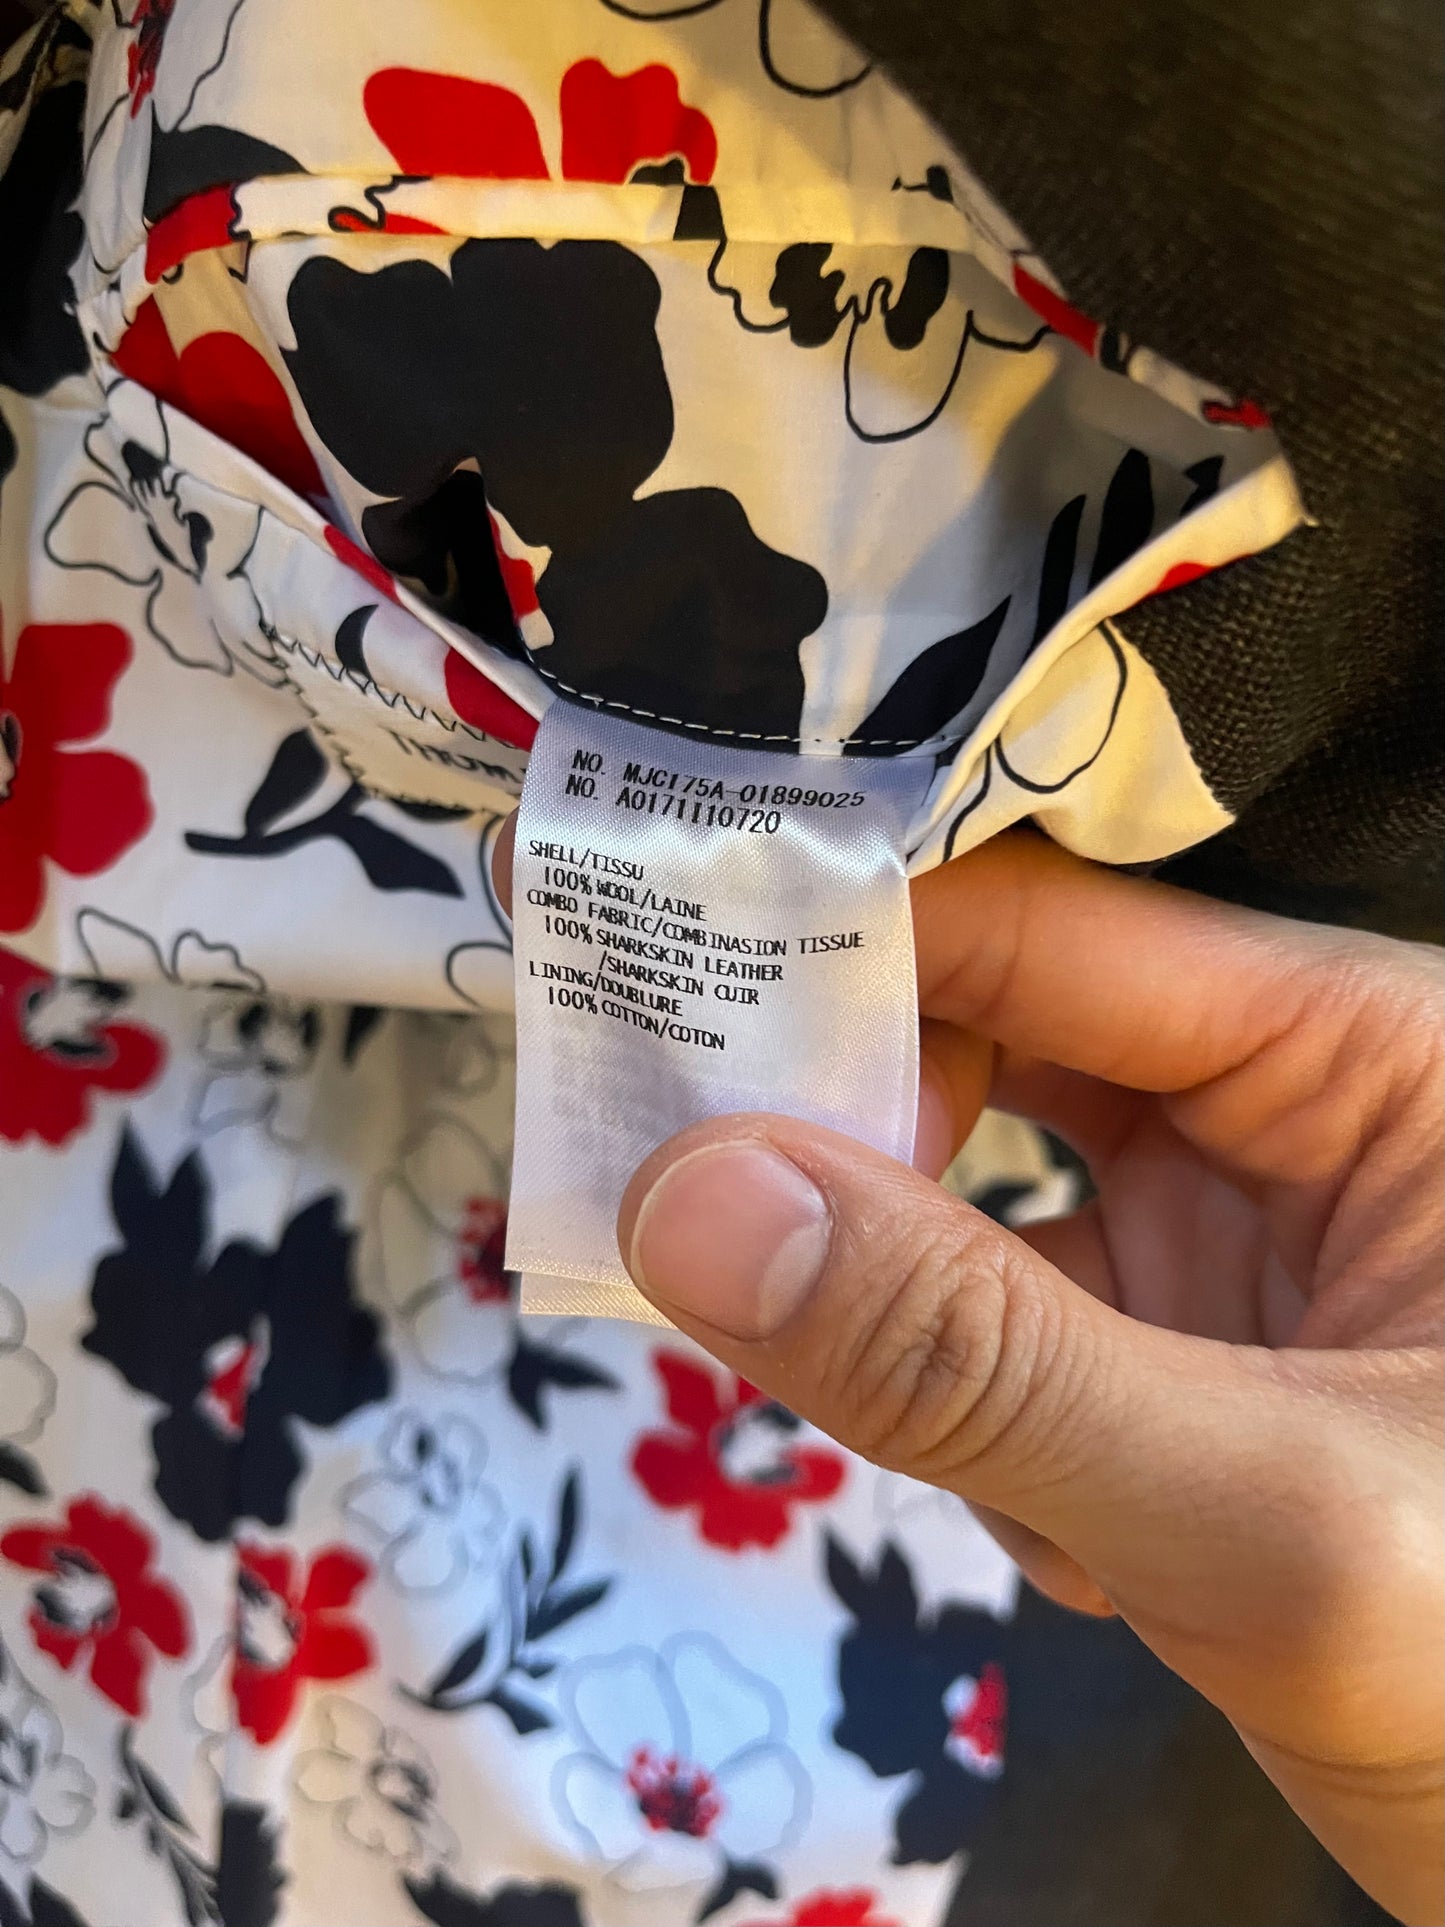 NO. MJC175A-01899025
NO. A0171110720
SHELL/TISSU
100% WOOL/LAINE
COMBO FABRIC/COMBINASION TISSUE
100% SHARKSKIN LEATHER
/SHARKSKIN CUIR
LINING/DOUBLURE
100% COTTON/COTON
THOM